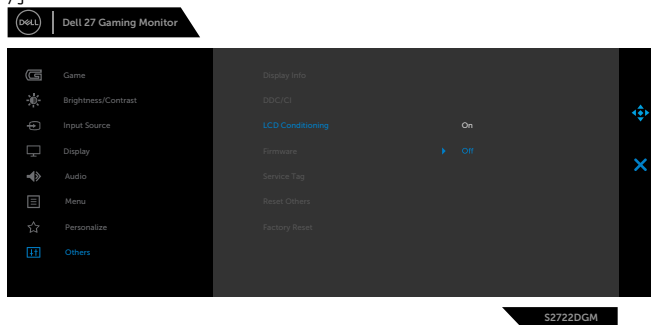 DELL
Dell 27 Gaming Monitor
Game
Brightness/Contrast
Input Source
Display
Audio
Menu
Personalize
Others
Display Info
DDC/CI
LCD Conditioning
Firmware
Service Tag
Reset Others
Factory Reset
On
Off
S2722DGM